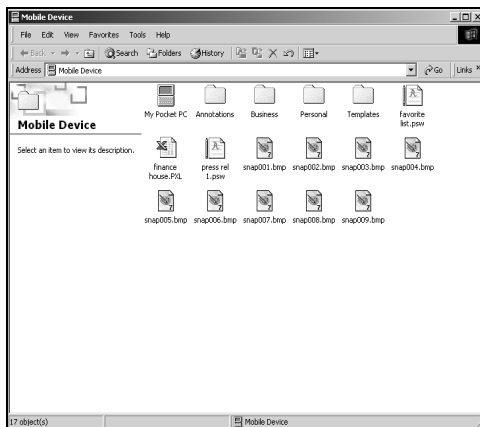 Mobile Device
File Edit View Favorites Tools Help
Back Search Folders History
Address Mobile Device Go Links »
Mobile Device
Select an item to view its description.
My Pocket PC Annotations Business Personal Templates favorite
list.psw
finance
house.PXL
press rel
1.psw
snap001.bmp snap002.bmp snap003.bmp snap004.bmp
snap005.bmp snap006.bmp snap007.bmp snap008.bmp snap009.bmp
17 object(s) Mobile Device